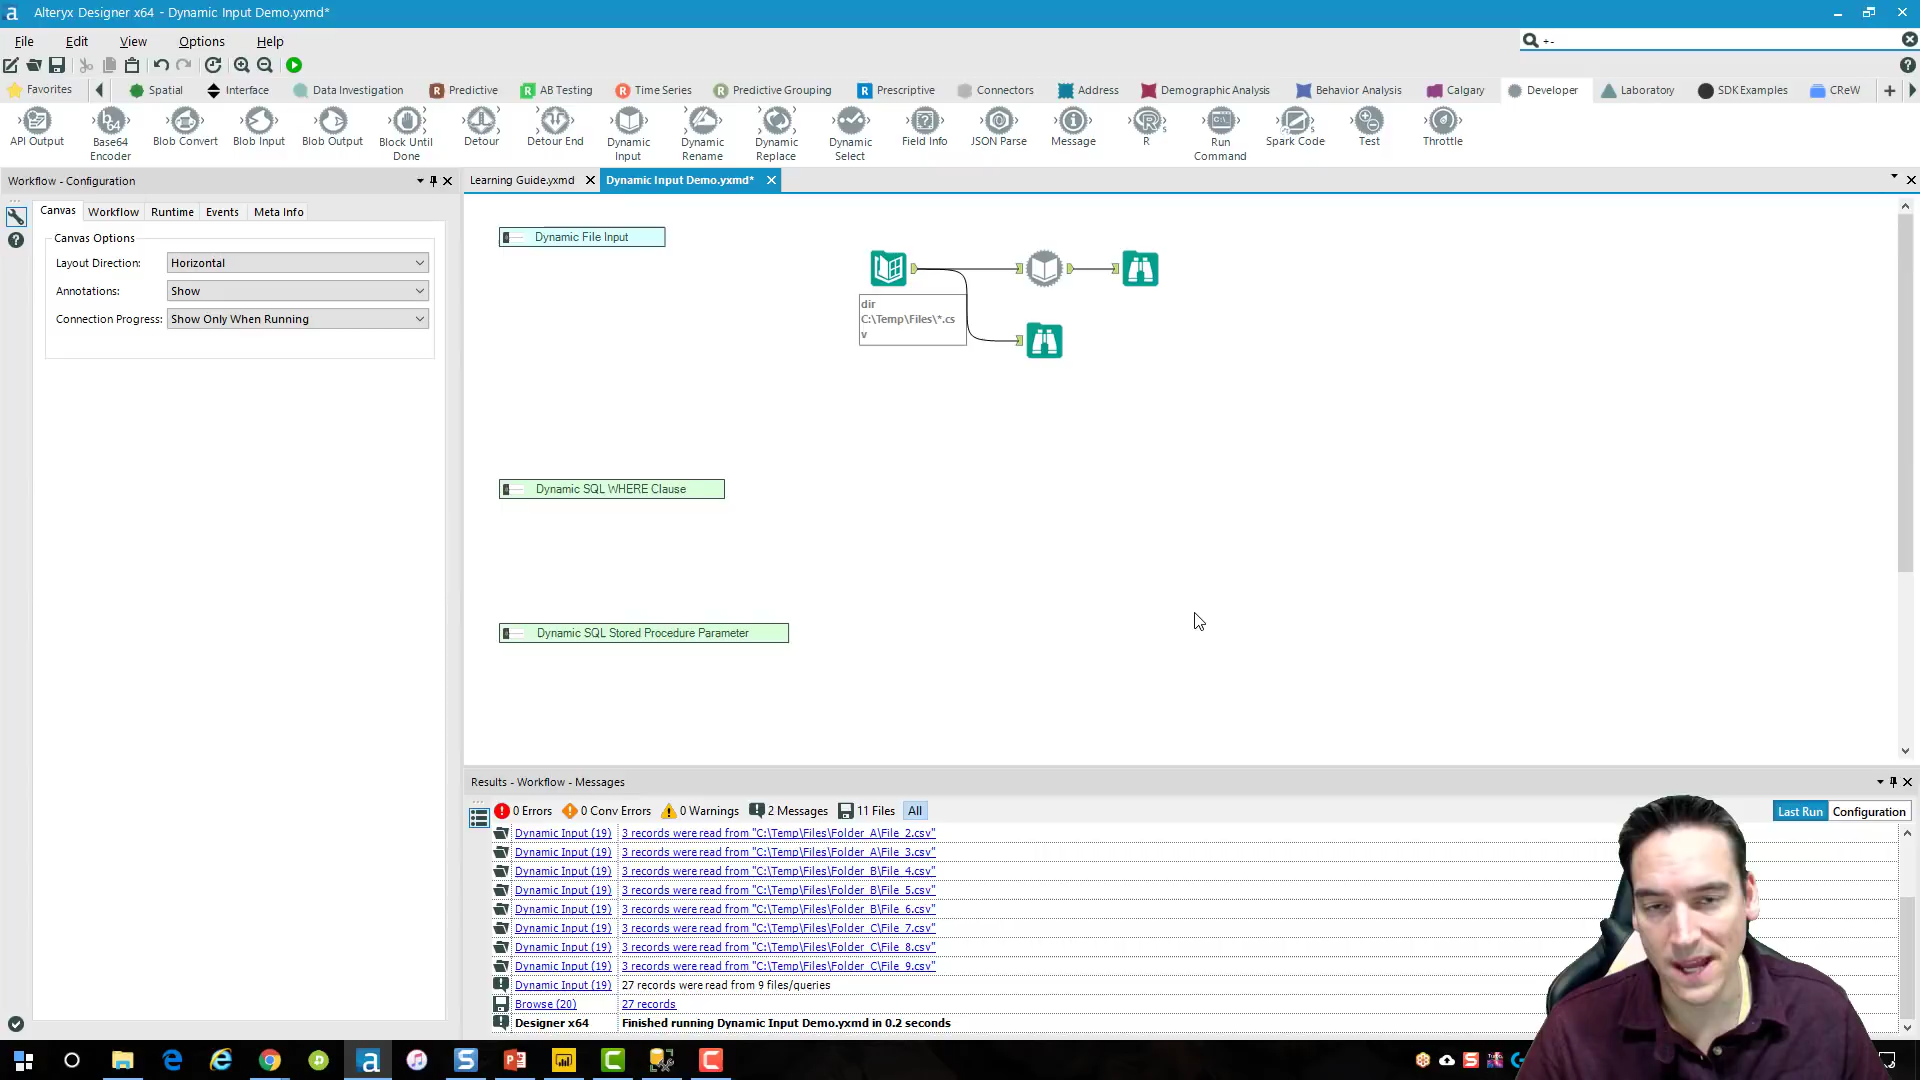 Alteryx Designer x64 - Dynamic Input Demo.yxmd*
File Edit View Options Help
+-
Favorites Spatial Interface Data Investigation Predictive AB Testing Time Series Predictive Grouping Prescriptive Connectors Address Demographic Analysis Behavior Analysis Calgary Developer Laboratory SDK Examples CReW
API Output
Base64 Encoder
Blob Convert
Blob Input
Blob Output
Block Until Done
Detour
Detour End
Dynamic Input
Dynamic Rename
Dynamic Replace
Dynamic Select
Field Info
JSON Parse
Message
R
Run Command
Spark Code
Test
Throttle
Workflow - Configuration
Learning Guide.yxmd Dynamic Input Demo.yxmd*
Canvas Workflow Runtime Events Meta Info
Canvas Options
Layout Direction: Horizontal
Annotations: Show
Connection Progress: Show Only When Running
Dynamic File Input
dir
C:\Temp\Files\*.cs
v
Dynamic SQL WHERE Clause
Dynamic SQL Stored Procedure Parameter
Results - Workflow - Messages
0 Errors 0 Conv Errors 0 Warnings 2 Messages 11 Files All Last Run Configuration
Dynamic Input (19) 3 records were read from "C:\Temp\Files\Folder_A\File_2.csv"
Dynamic Input (19) 3 records were read from "C:\Temp\Files\Folder_A\File_3.csv"
Dynamic Input (19) 3 records were read from "C:\Temp\Files\Folder_B\File_4.csv"
Dynamic Input (19) 3 records were read from "C:\Temp\Files\Folder_B\File_5.csv"
Dynamic Input (19) 3 records were read from "C:\Temp\Files\Folder_B\File_6.csv"
Dynamic Input (19) 3 records were read from "C:\Temp\Files\Folder_C\File_7.csv"
Dynamic Input (19) 3 records were read from "C:\Temp\Files\Folder_C\File_8.csv"
Dynamic Input (19) 3 records were read from "C:\Temp\Files\Folder_C\File_9.csv"
Dynamic Input (19) 27 records were read from 9 files/queries
Browse (20) 27 records
Designer x64 Finished running Dynamic Input Demo.yxmd in 0.2 seconds